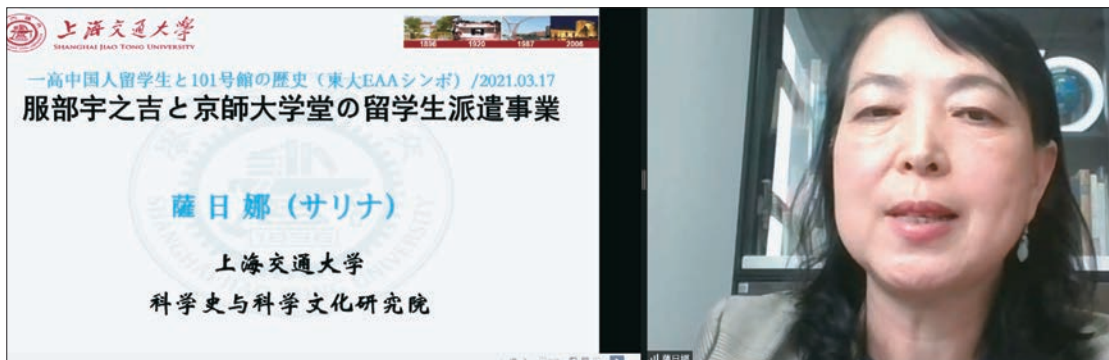 上海交通大學
SHANGHAI JIAO TONG UNIVERSITY
1896 1920 1987 2006
一高中国人留学生と101号館の歴史（東大EAAシンポ）/2021.03.17
服部宇之吉と京師大学堂の留学生派遣事業
薩日娜（サリナ）
上海交通大学
科学史与科学文化研究院
薩日娜